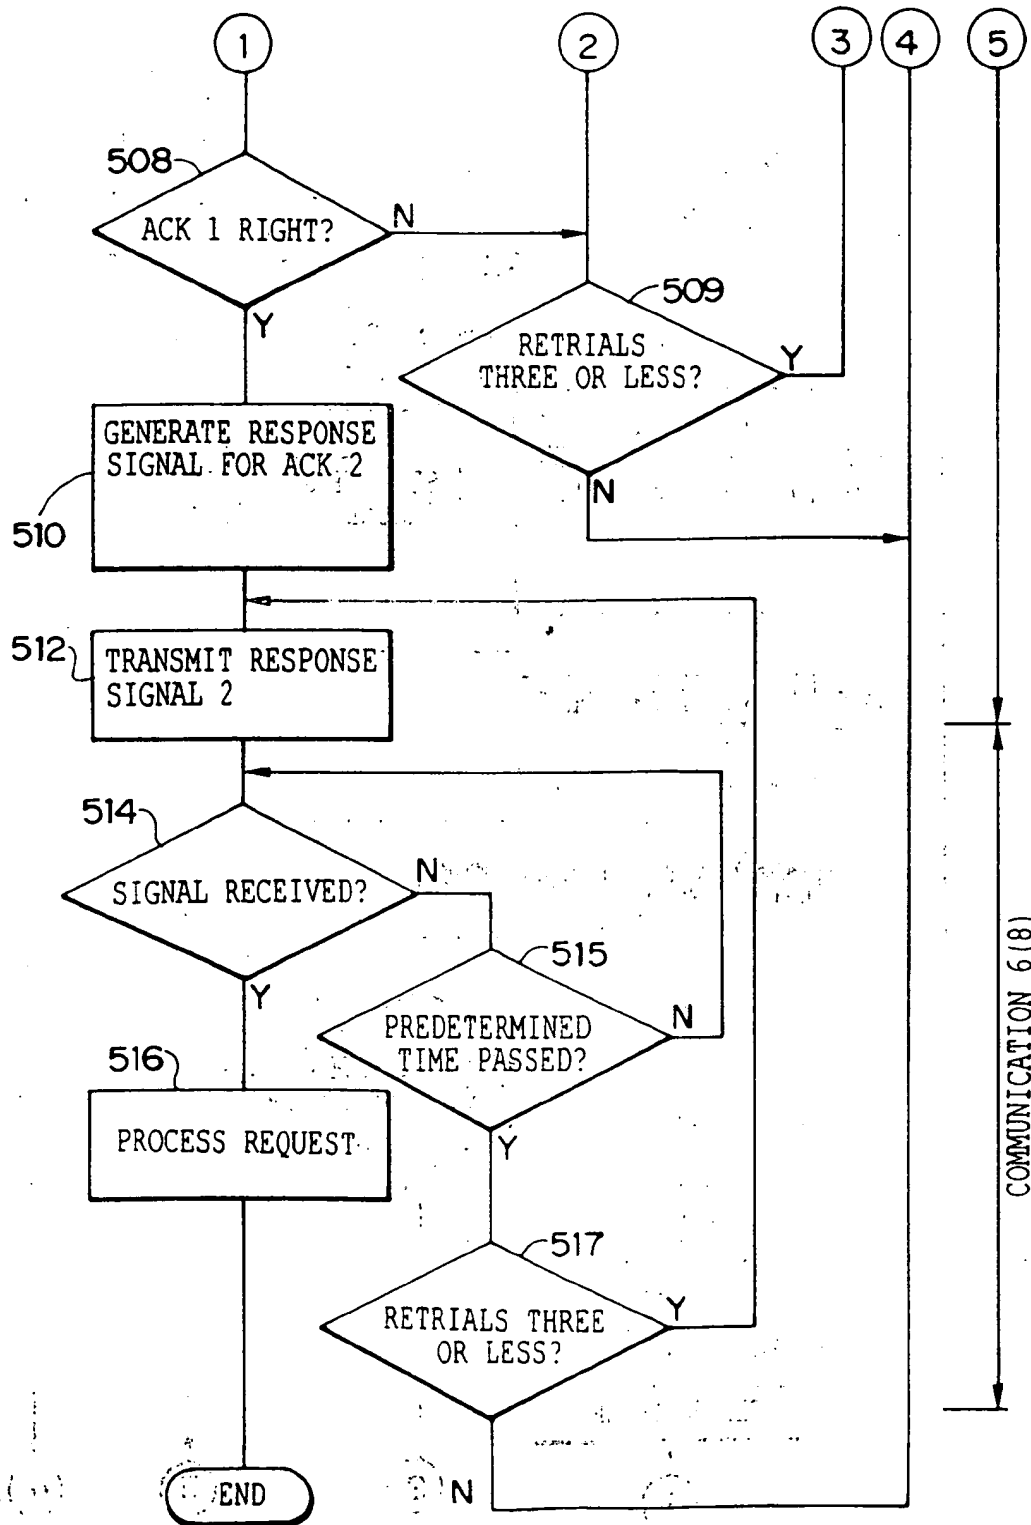 1
2
3
4
5
508
ACK 1 RIGHT?
N
Y
509
RETRIALS
THREE OR LESS?
Y
N
GENERATE RESPONSE
SIGNAL FOR ACK 2
510
512
TRANSMIT RESPONSE
SIGNAL 2
514
SIGNAL RECEIVED?
N
Y
515
PREDETERMINED
TIME PASSED?
N
Y
516
PROCESS REQUEST
517
RETRIALS THREE
OR LESS?
Y
N
END
COMMUNICATION 6(8)